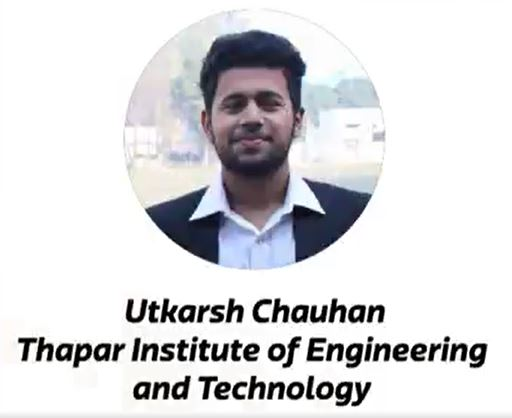 Utkarsh Chauhan
Thapar Institute of Engineering
and Technology